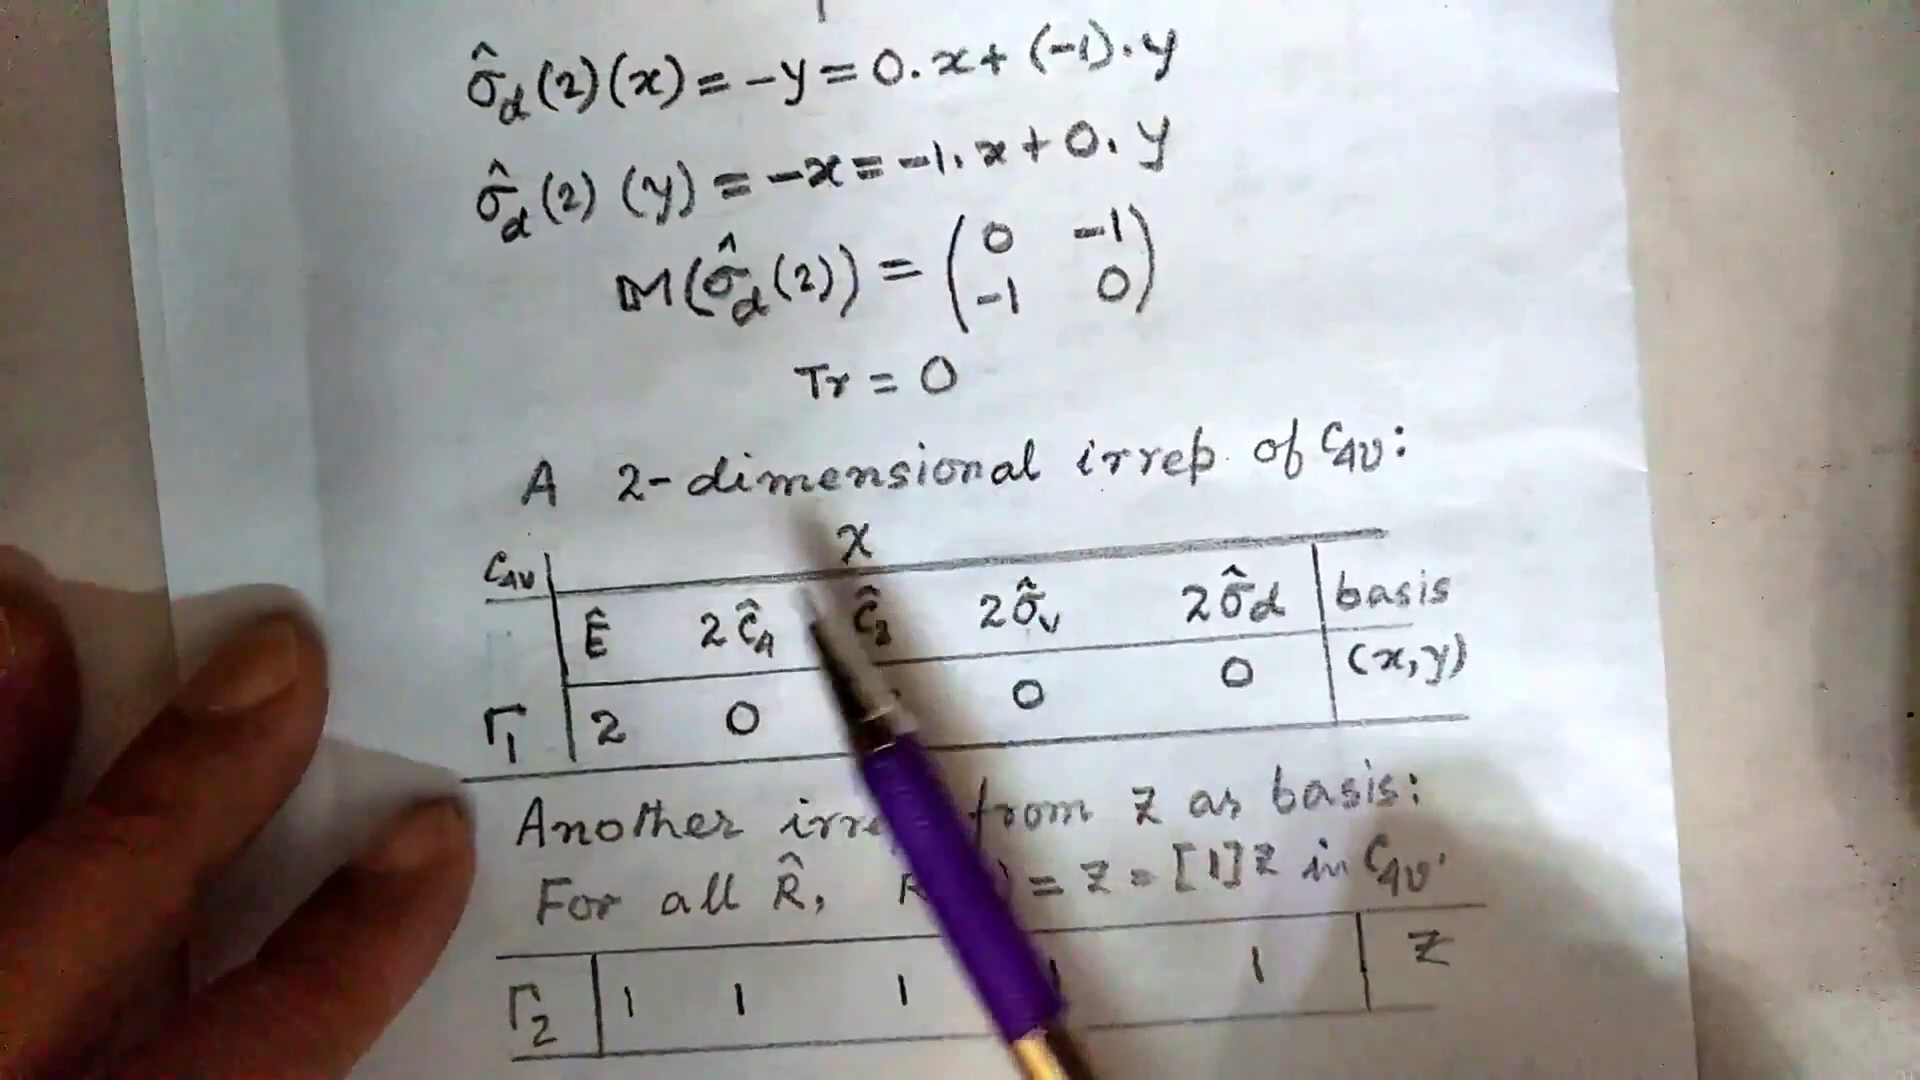 σ̂d(2)(x) = -y = 0.x + (-1).y
σ̂d(2)(y) = -x = -1.x + 0.y
M(σ̂d(2)) = (0 -1
-1 0)
Tr = 0
A 2-dimensional irrep. of C4v:
χ
C4v Ê 2Ĉ4 2σ̂v 2σ̂d basis
Γ1 2 0 0 0 (x,y)
Another from Z as basis:
For all R̂, = Z = [1]Z in C4v.
Γ2 1 1 1 1 1 Z